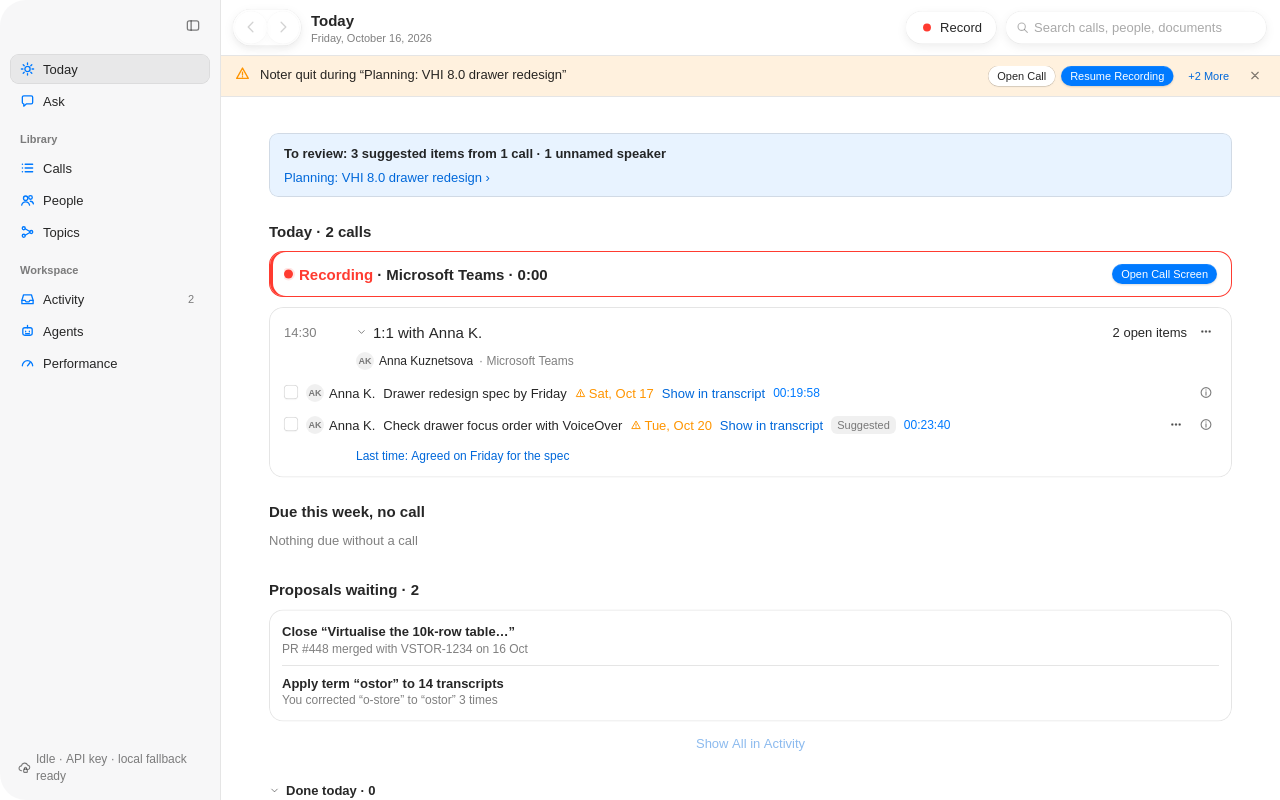 Today
Friday, October 16, 2026
Record
Search calls, people, documents
Today
Ask
Library
Calls
People
Topics
Workspace
Activity 2
Agents
Performance
Idle · API key · local fallback
ready
Noter quit during “Planning: VHI 8.0 drawer redesign”
Open Call
Resume Recording
+2 More
To review: 3 suggested items from 1 call · 1 unnamed speaker
Planning: VHI 8.0 drawer redesign ›
Today · 2 calls
Recording · Microsoft Teams · 0:00
Open Call Screen
14:30 1:1 with Anna K. 2 open items
AK Anna Kuznetsova · Microsoft Teams
AK Anna K. Drawer redesign spec by Friday Sat, Oct 17 Show in transcript 00:19:58
AK Anna K. Check drawer focus order with VoiceOver Tue, Oct 20 Show in transcript Suggested 00:23:40
Last time: Agreed on Friday for the spec
Due this week, no call
Nothing due without a call
Proposals waiting · 2
Close “Virtualise the 10k-row table…”
PR #448 merged with VSTOR-1234 on 16 Oct
Apply term “ostor” to 14 transcripts
You corrected “o-store” to “ostor” 3 times
Show All in Activity
Done today · 0